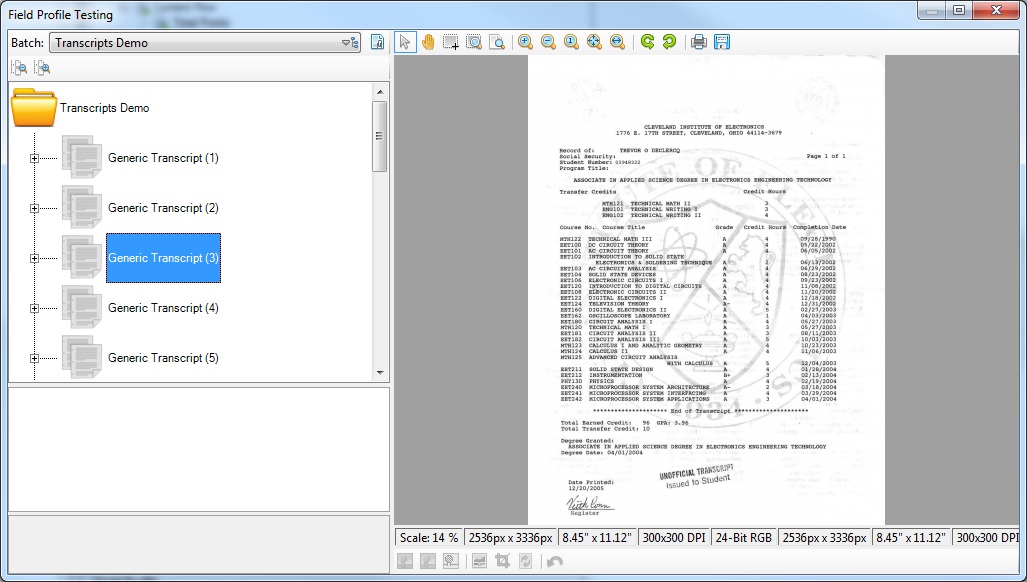 Field Profile Testing
Batch: Transcripts Demo
Transcripts Demo
Generic Transcript (1)
Generic Transcript (2)
Generic Transcript (3)
Generic Transcript (4)
Generic Transcript (5)
CLEVELAND INSTITUTE OF ELECTRONICS
1776 E. 17TH STREET, CLEVELAND, OHIO 44114-3679
Record of: TREVOR O DECLERCQ
Social Security: Page 1 of 1
Student Number: 03948322
Program Title:
ASSOCIATE IN APPLIED SCIENCE DEGREE IN ELECTRONICS ENGINEERING TECHNOLOGY
Transfer Credits Credit Hours
MTH121 TECHNICAL MATH II 3
ENG101 TECHNICAL WRITING I 3
ENG102 TECHNICAL WRITING II 4
Course No. Course Title Grade Credit Hours Completion Date
MTH122 TECHNICAL MATH III A 4 09/28/1990
EET100 DC CIRCUIT THEORY A 4 05/22/2002
EET101 AC CIRCUIT THEORY A 4 06/05/2002
EET102 INTRODUCTION TO SOLID STATE
ELECTRONICS & SOLDERING TECHNIQUE A 2 06/13/2002
EET103 AC CIRCUIT ANALYSIS A 4 06/29/2002
EET104 SOLID STATE DEVICES A 4 08/23/2002
EET106 ELECTRONIC CIRCUITS I A 4 09/23/2002
EET120 INTRODUCTION TO DIGITAL CIRCUITS A 4 11/08/2002
EET108 ELECTRONIC CIRCUITS II A 4 11/20/2002
EET122 DIGITAL ELECTRONICS I A 4 12/18/2002
EET124 TELEVISION THEORY A- 4 12/31/2002
EET160 DIGITAL ELECTRONICS II A 5 02/27/2003
EET162 OSCILLOSCOPE LABORATORY A 1 04/03/2003
EET180 CIRCUIT ANALYSIS I A 4 05/27/2003
MTH120 TECHNICAL MATH I A 3 05/27/2003
EET181 CIRCUIT ANALYSIS II A 3 08/11/2003
EET182 CIRCUIT ANALYSIS III A 5 10/03/2003
MTH123 CALCULUS I AND ANALYTIC GEOMETRY A 4 10/23/2003
MTH124 CALCULUS II A 4 11/06/2003
MTH125 ADVANCED CIRCUIT ANALYSIS
WITH CALCULUS A 5 12/04/2003
EET211 SOLID STATE DESIGN A 4 01/28/2004
EET212 INSTRUMENTATION B+ 3 02/13/2004
PHY130 PHYSICS A 4 02/19/2004
EET240 MICROPROCESSOR SYSTEM ARCHITECTURE A- 2 03/18/2004
EET241 MICROPROCESSOR SYSTEM INTERFACING A 4 03/29/2004
EET242 MICROPROCESSOR SYSTEM APPLICATIONS A 3 04/01/2004
********************* End of Transcript *********************
Total Earned Credit: 96 GPA: 3.96
Total Transfer Credit: 10
Degree Granted:
ASSOCIATE IN APPLIED SCIENCE DEGREE IN ELECTRONICS ENGINEERING TECHNOLOGY
Degree Date: 04/01/2004
UNOFFICIAL TRANSCRIPT
Issued to Student
Date Printed:
12/20/2005
Register
Scale: 14 % 2536px x 3336px 8.45" x 11.12" 300x300 DPI 24-Bit RGB 2536px x 3336px 8.45" x 11.12" 300x300 DPI